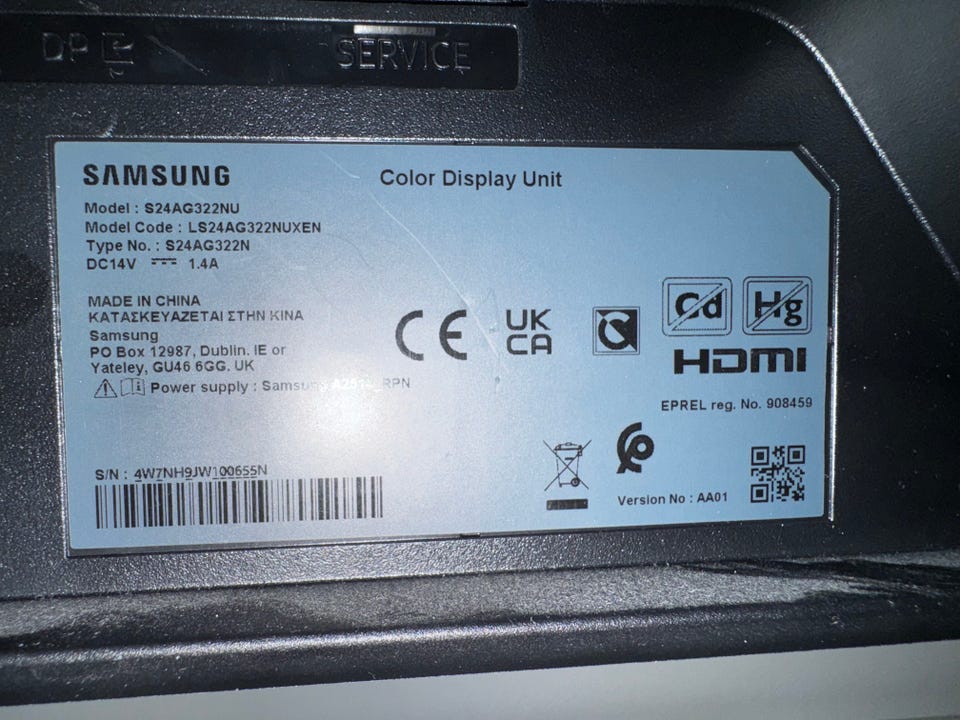 DP
SERVICE
SAMSUNG
Color Display Unit
Model : S24AG322NU
Model Code : LS24AG322NUXEN
Type No. : S24AG322N
DC14V 1.4A
MADE IN CHINA
ΚΑΤΑΣΚΕΥΑΖΕΤΑΙ ΣΤΗΝ ΚΙΝΑ
Samsung
PO Box 12987, Dublin. IE or
Yateley, GU46 6GG. UK
Power supply : Samsung
CE
UK
CA
Cd
Hg
HDMI
EPREL reg. No. 908459
S/N : 4W7NH9JW100655N
Version No : AA01